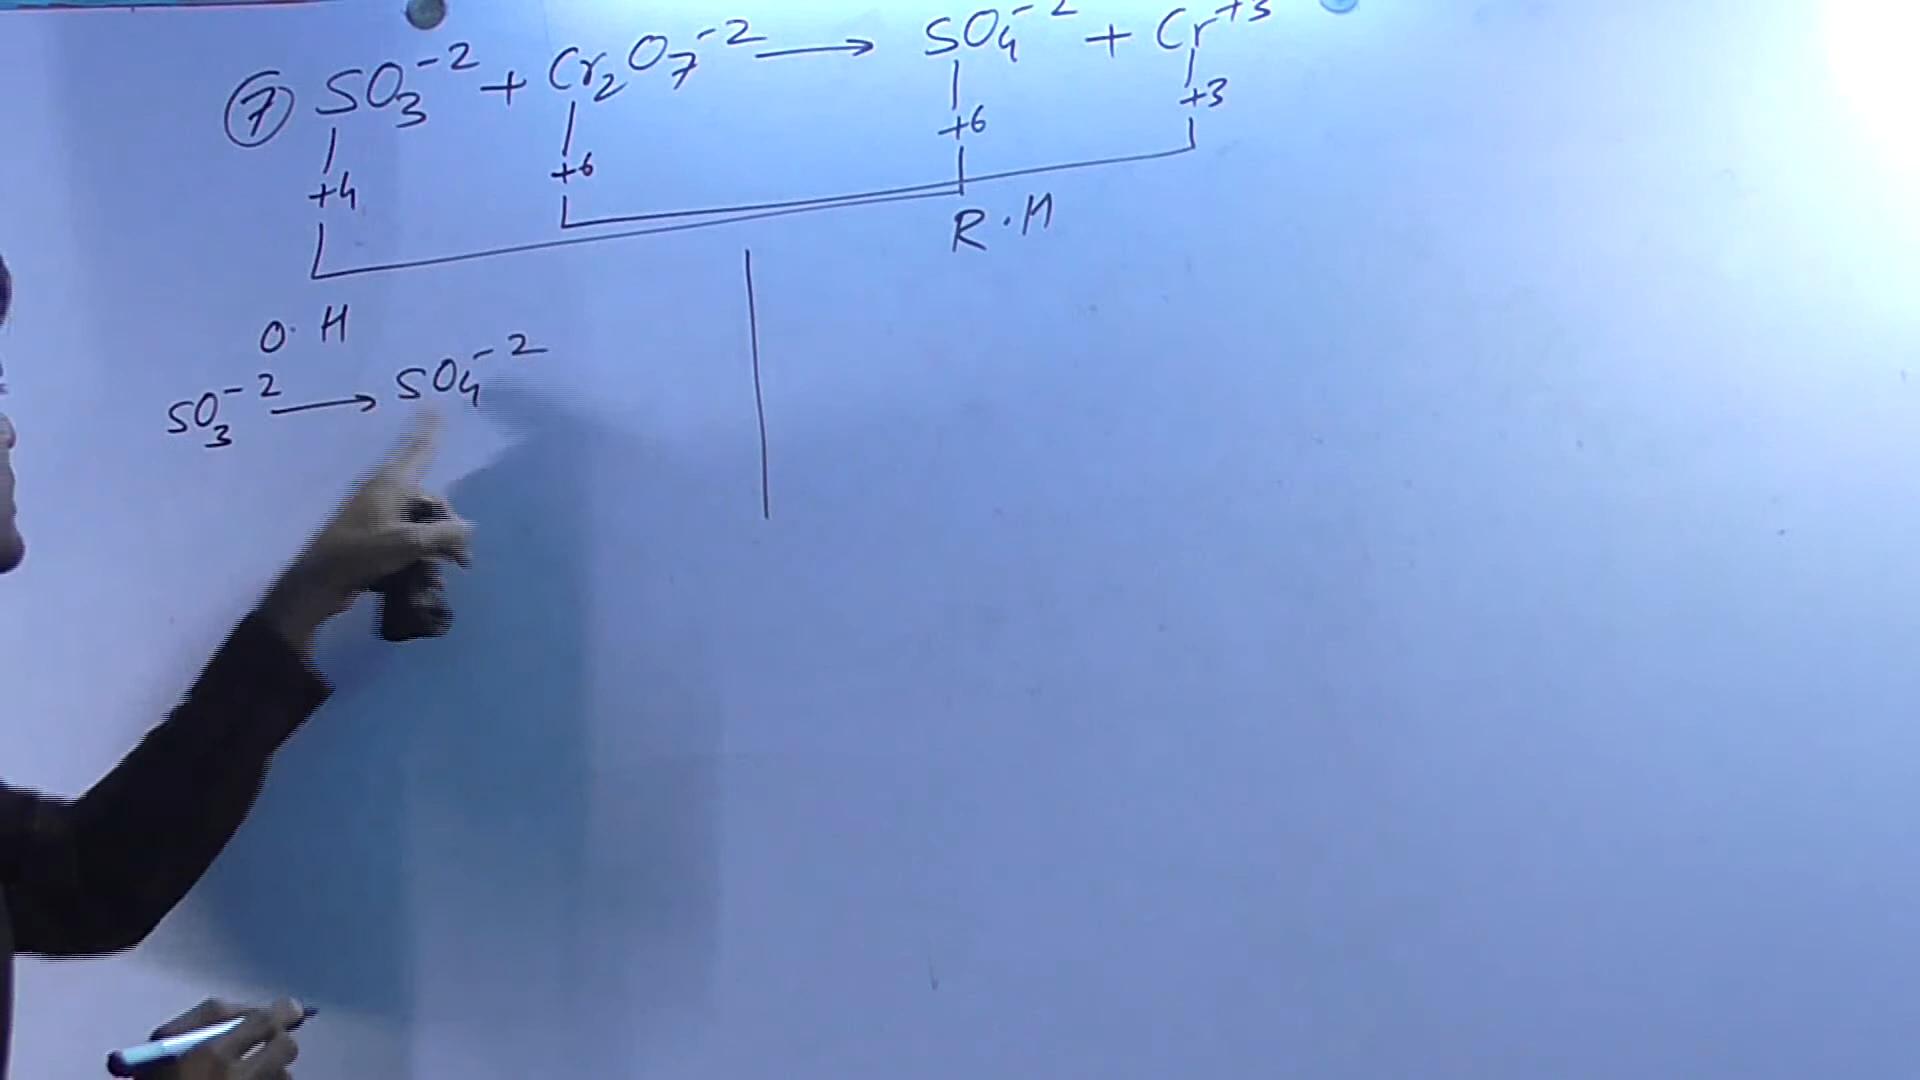 ⑦ SO₃⁻² + Cr₂O₇⁻² ⟶ SO₄⁻² + Cr⁺³
+4 +6 +6 +3
R.H
O.H
SO₃⁻² ⟶ SO₄⁻²